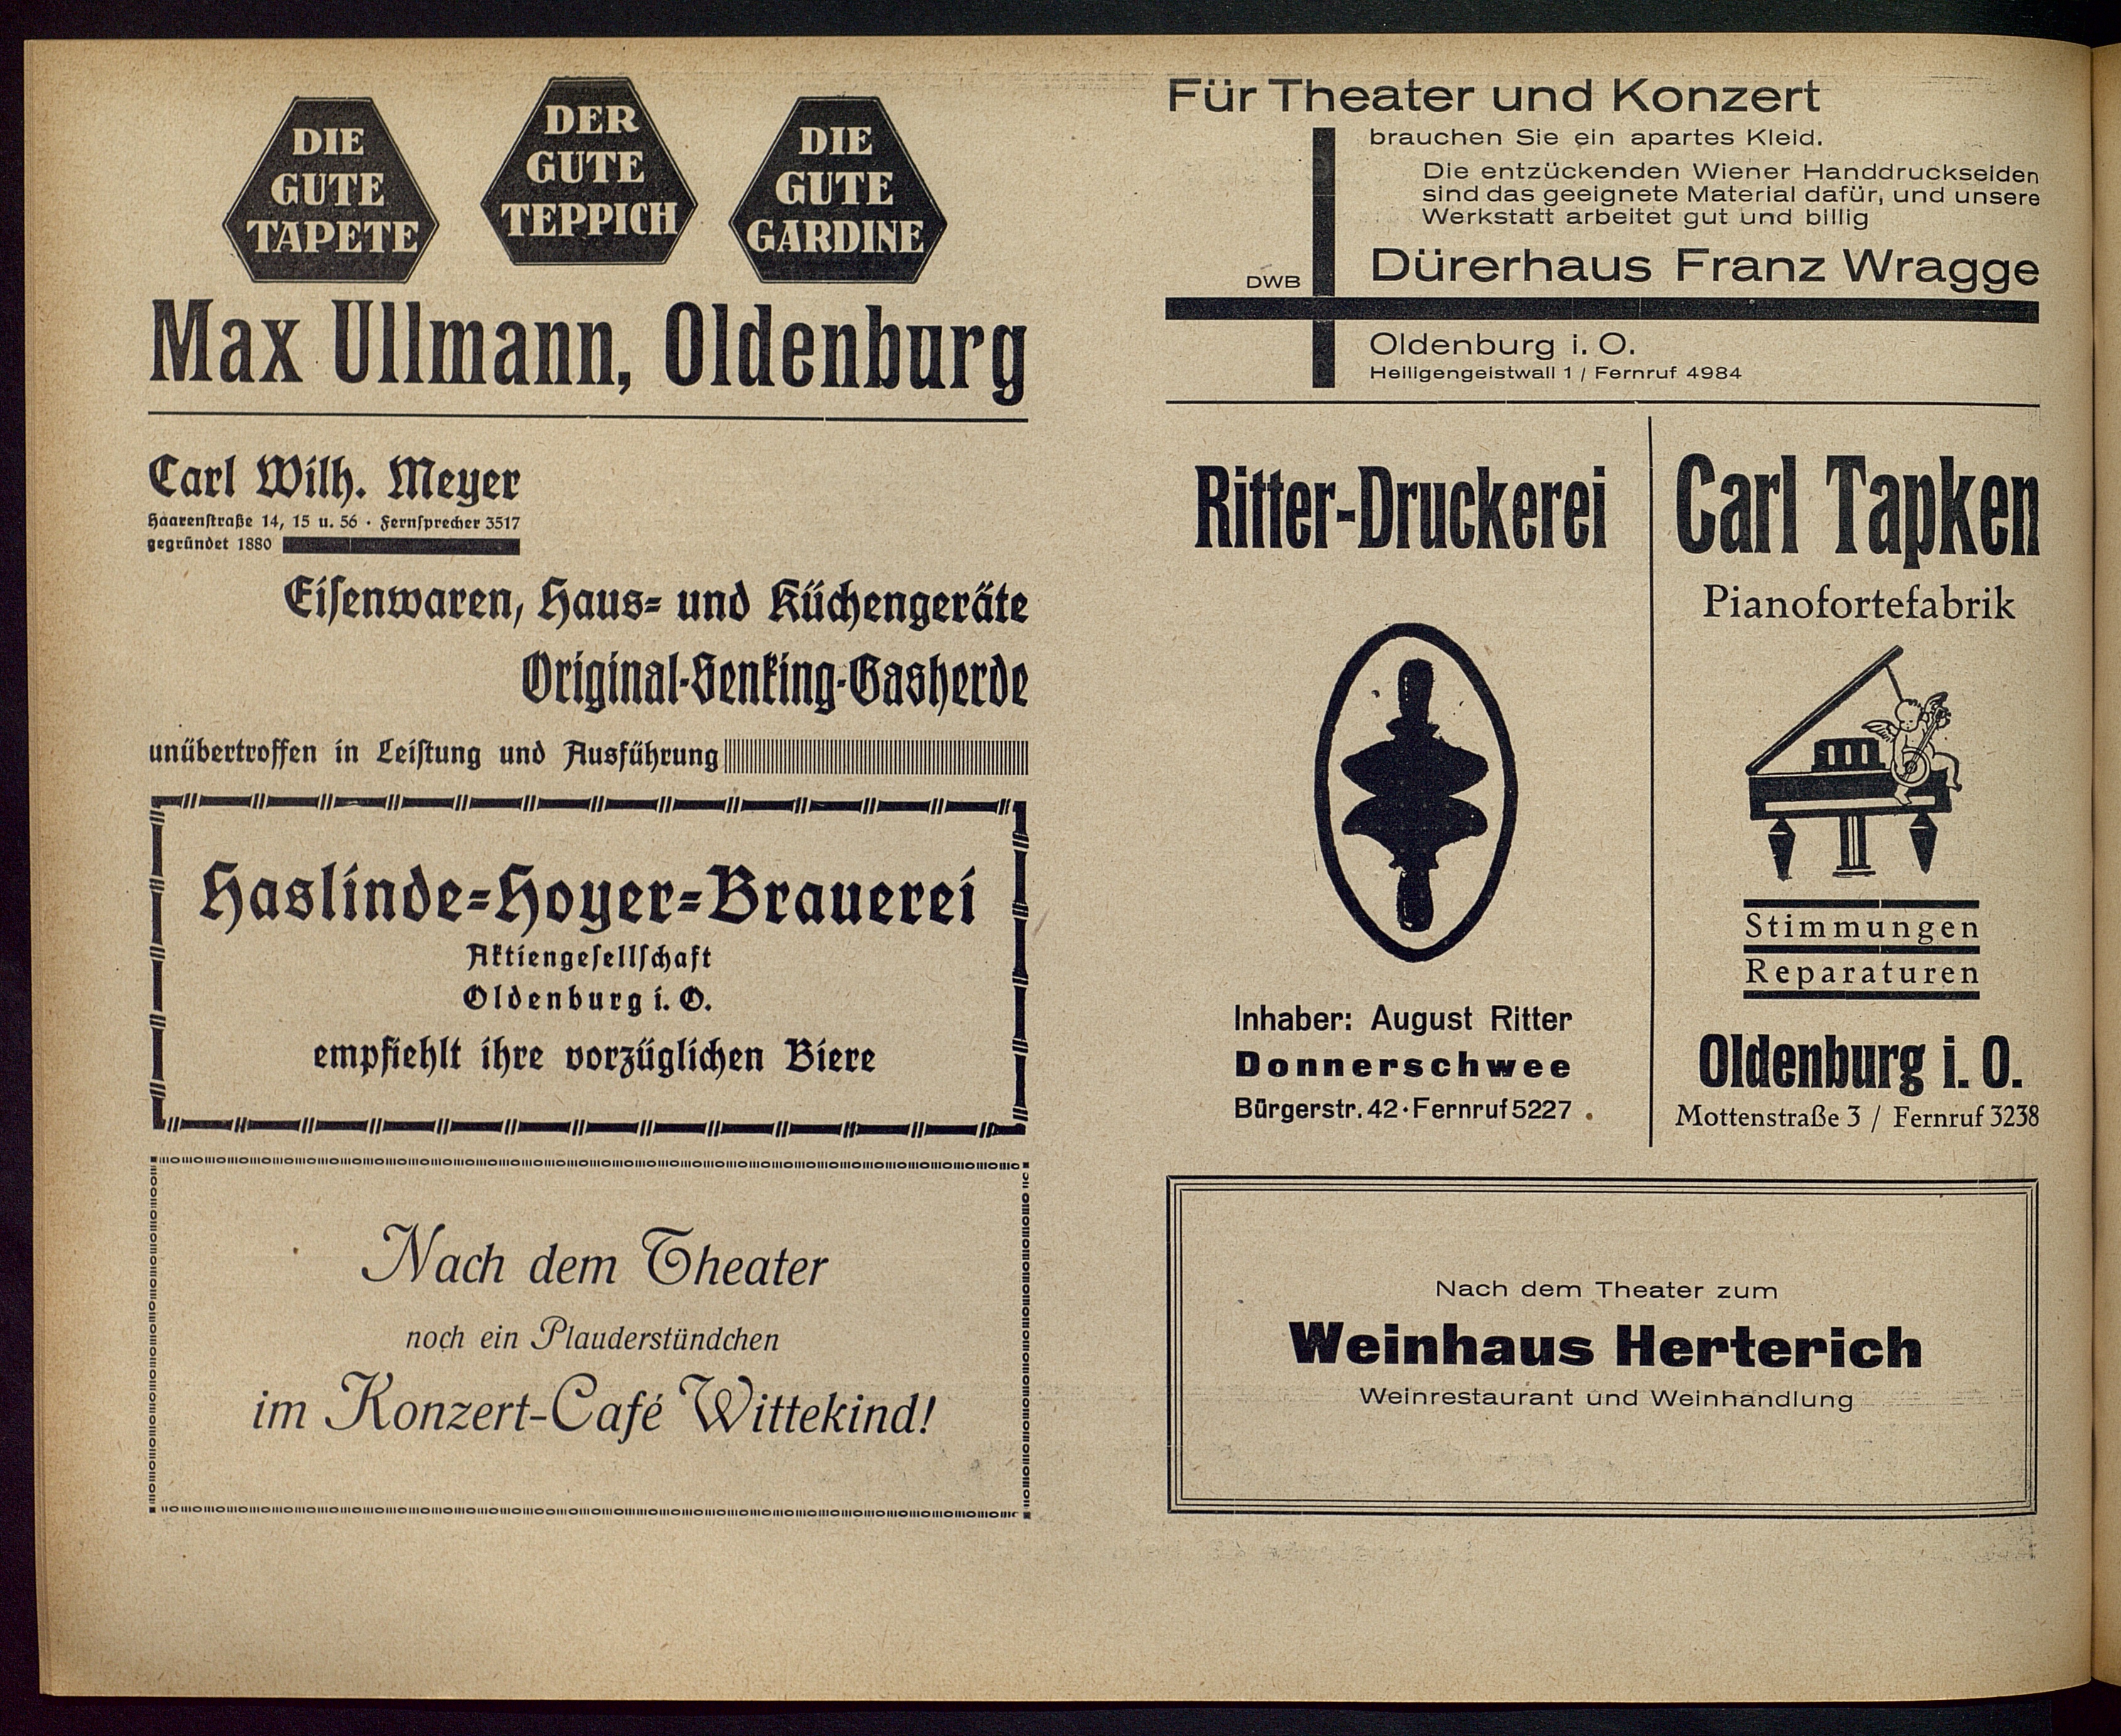 DIE
GUTE
TAPETE
DER
GUTE
TEPPICH
DIE
GUTE
GARDINE
Max Ullmann, Oldenburg
Carl Wilh. Meyer
Haarenſtraße 14, 15 u. 56 · Fernſprecher 3517
gegründet 1880
Eiſenwaren, Haus- und Küchengeräte
Original-Senking-Gasherde
unübertroffen in Leiſtung und Ausführung
Haslinde-Hoyer-Brauerei
Aktiengeſellſchaft
Oldenburg i. O.
empfiehlt ihre vorzüglichen Biere
Nach dem Theater
noch ein Plauderstündchen
im Konzert-Café Wittekind!
Für Theater und Konzert
brauchen Sie ein apartes Kleid.
Die entzückenden Wiener Handdruckseiden
sind das geeignete Material dafür, und unsere
Werkstatt arbeitet gut und billig
DWB
Dürerhaus Franz Wragge
Oldenburg i. O.
Heiligengeistwall 1 / Fernruf 4984
Ritter-Druckerei
Inhaber: August Ritter
Donnerschwee
Bürgerstr. 42 · Fernruf 5227
Carl Tapken
Pianofortefabrik
Stimmungen
Reparaturen
Oldenburg i. O.
Mottenstraße 3 / Fernruf 3238
Nach dem Theater zum
Weinhaus Herterich
Weinrestaurant und Weinhandlung